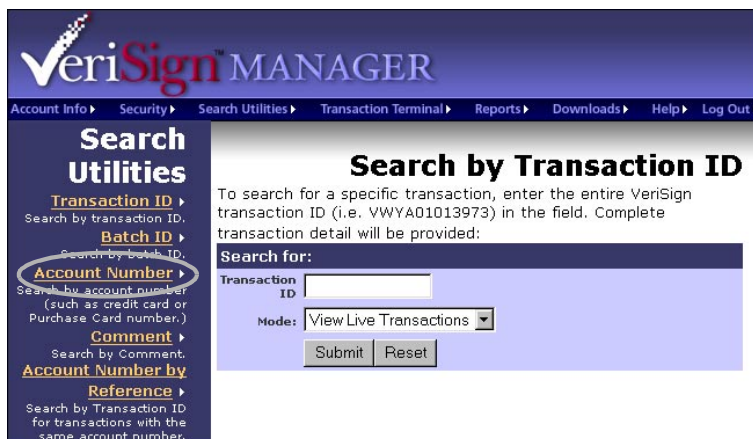 VeriSign™ MANAGER
Account Info Security Search Utilities Transaction Terminal Reports Downloads Help Log Out
Search
Utilities
Transaction ID
Search by transaction ID.
Batch ID
Search by batch ID.
Account Number
Search by account number
(such as credit card or
Purchase Card number.)
Comment
Search by Comment.
Account Number by
Reference
Search by Transaction ID
for transactions with the
same account number.
Search by Transaction ID
To search for a specific transaction, enter the entire VeriSign
transaction ID (i.e. VWYA01013973) in the field. Complete
transaction detail will be provided:
Search for:
Transaction
ID
Mode: View Live Transactions
Submit Reset